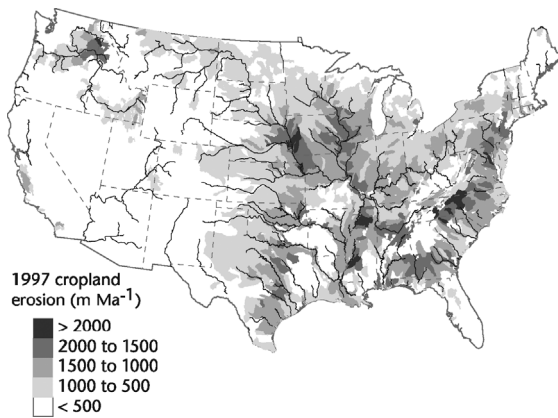 1997 cropland
erosion (m Ma⁻¹)
> 2000
2000 to 1500
1500 to 1000
1000 to 500
< 500